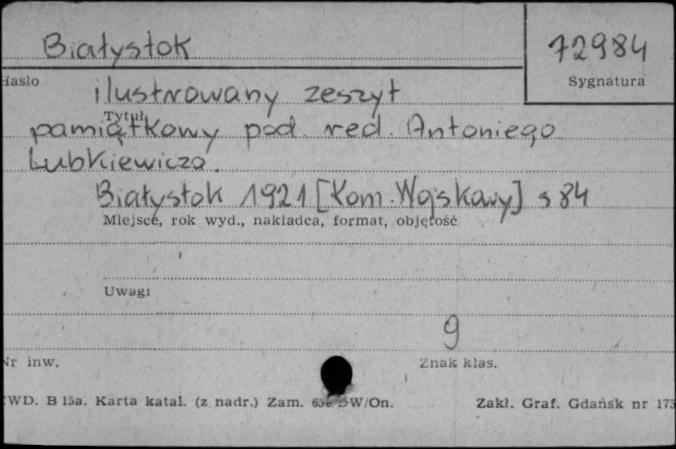 Białystok
72984
Hasło
Sygnatura
ilustrowany zeszyt
Tytuł
pamiątkowy pod red. Antoniego
Lubkiewicza.
Białystok 1921 [Kom. Wojskowy] s 84
Miejsce, rok wyd., nakładca, format, objętość
Uwagi
9
Nr inw.
Znak klas.
WD. B 15a. Karta katal. (z nadr.) Zam. W/On.
Zakł. Graf. Gdańsk nr 175